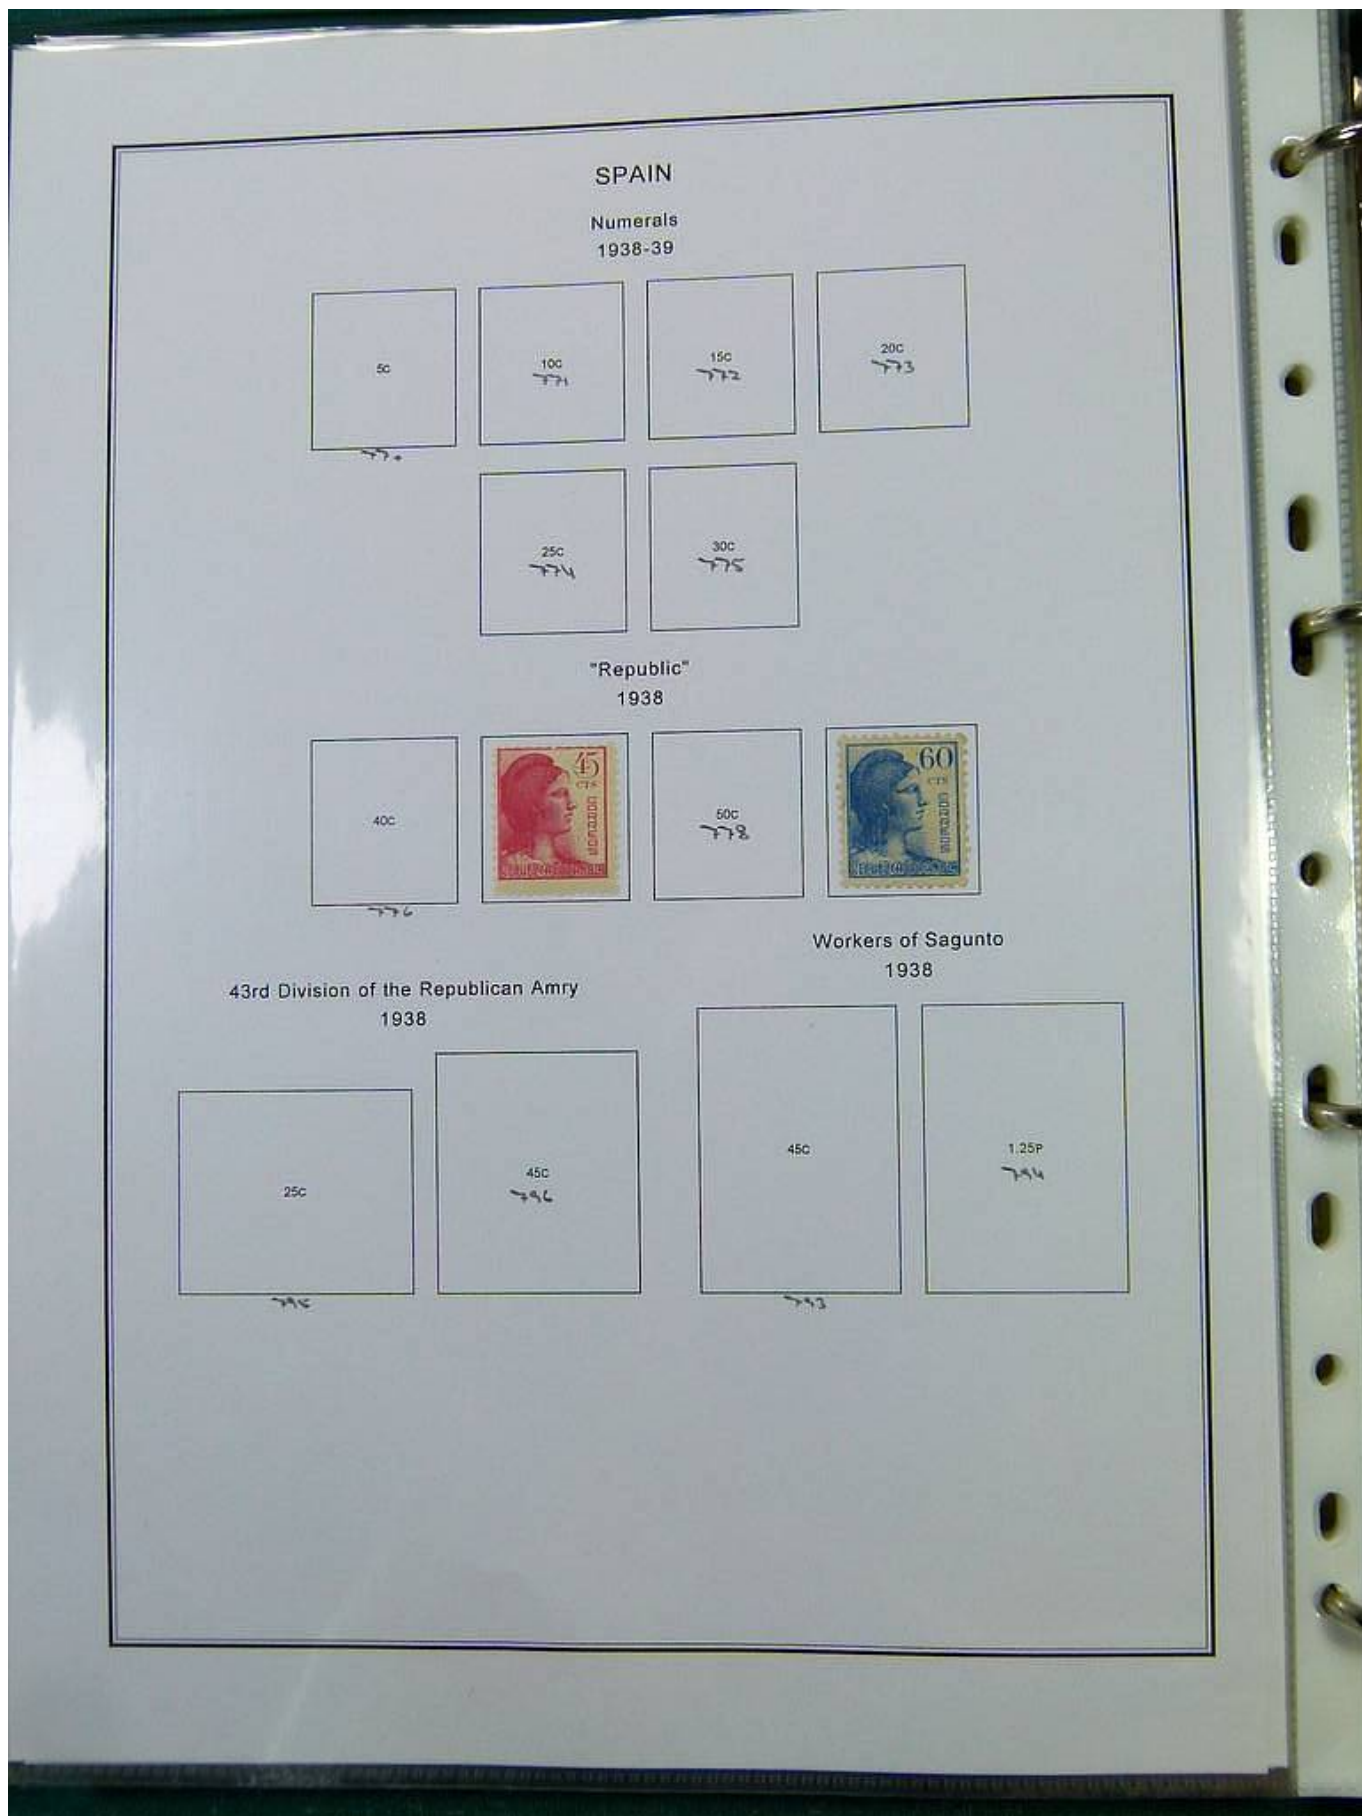 SPAIN
Numerals
1938-39
5C
10C
15C
20C
771
772
773
770
25C
30C
774
775
"Republic"
1938
40C
45
CTS
CORREOS
50C
778
60
CTS
CORREOS
776
Workers of Sagunto
1938
43rd Division of the Republican Amry
1938
25C
45C
796
45C
1.25P
794
795
793